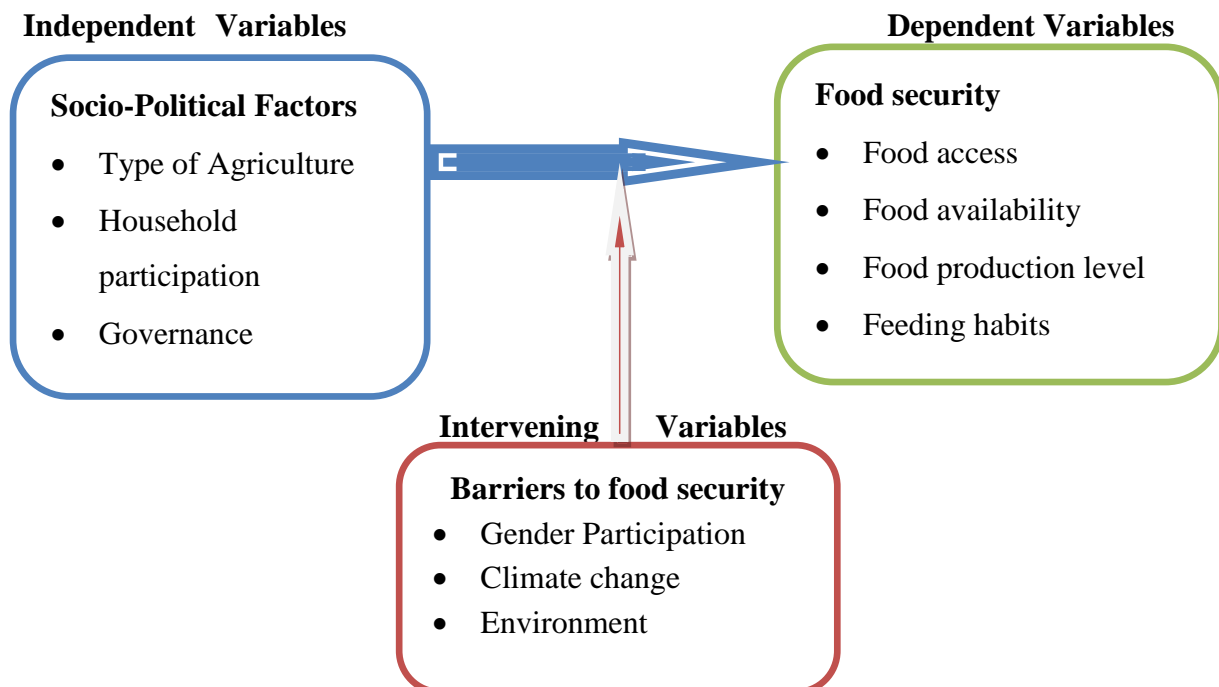 Independent Variables
Dependent Variables
Socio-Political Factors
• Type of Agriculture
• Household
participation
• Governance
Food security
• Food access
• Food availability
• Food production level
• Feeding habits
Intervening Variables
Barriers to food security
• Gender Participation
• Climate change
• Environment